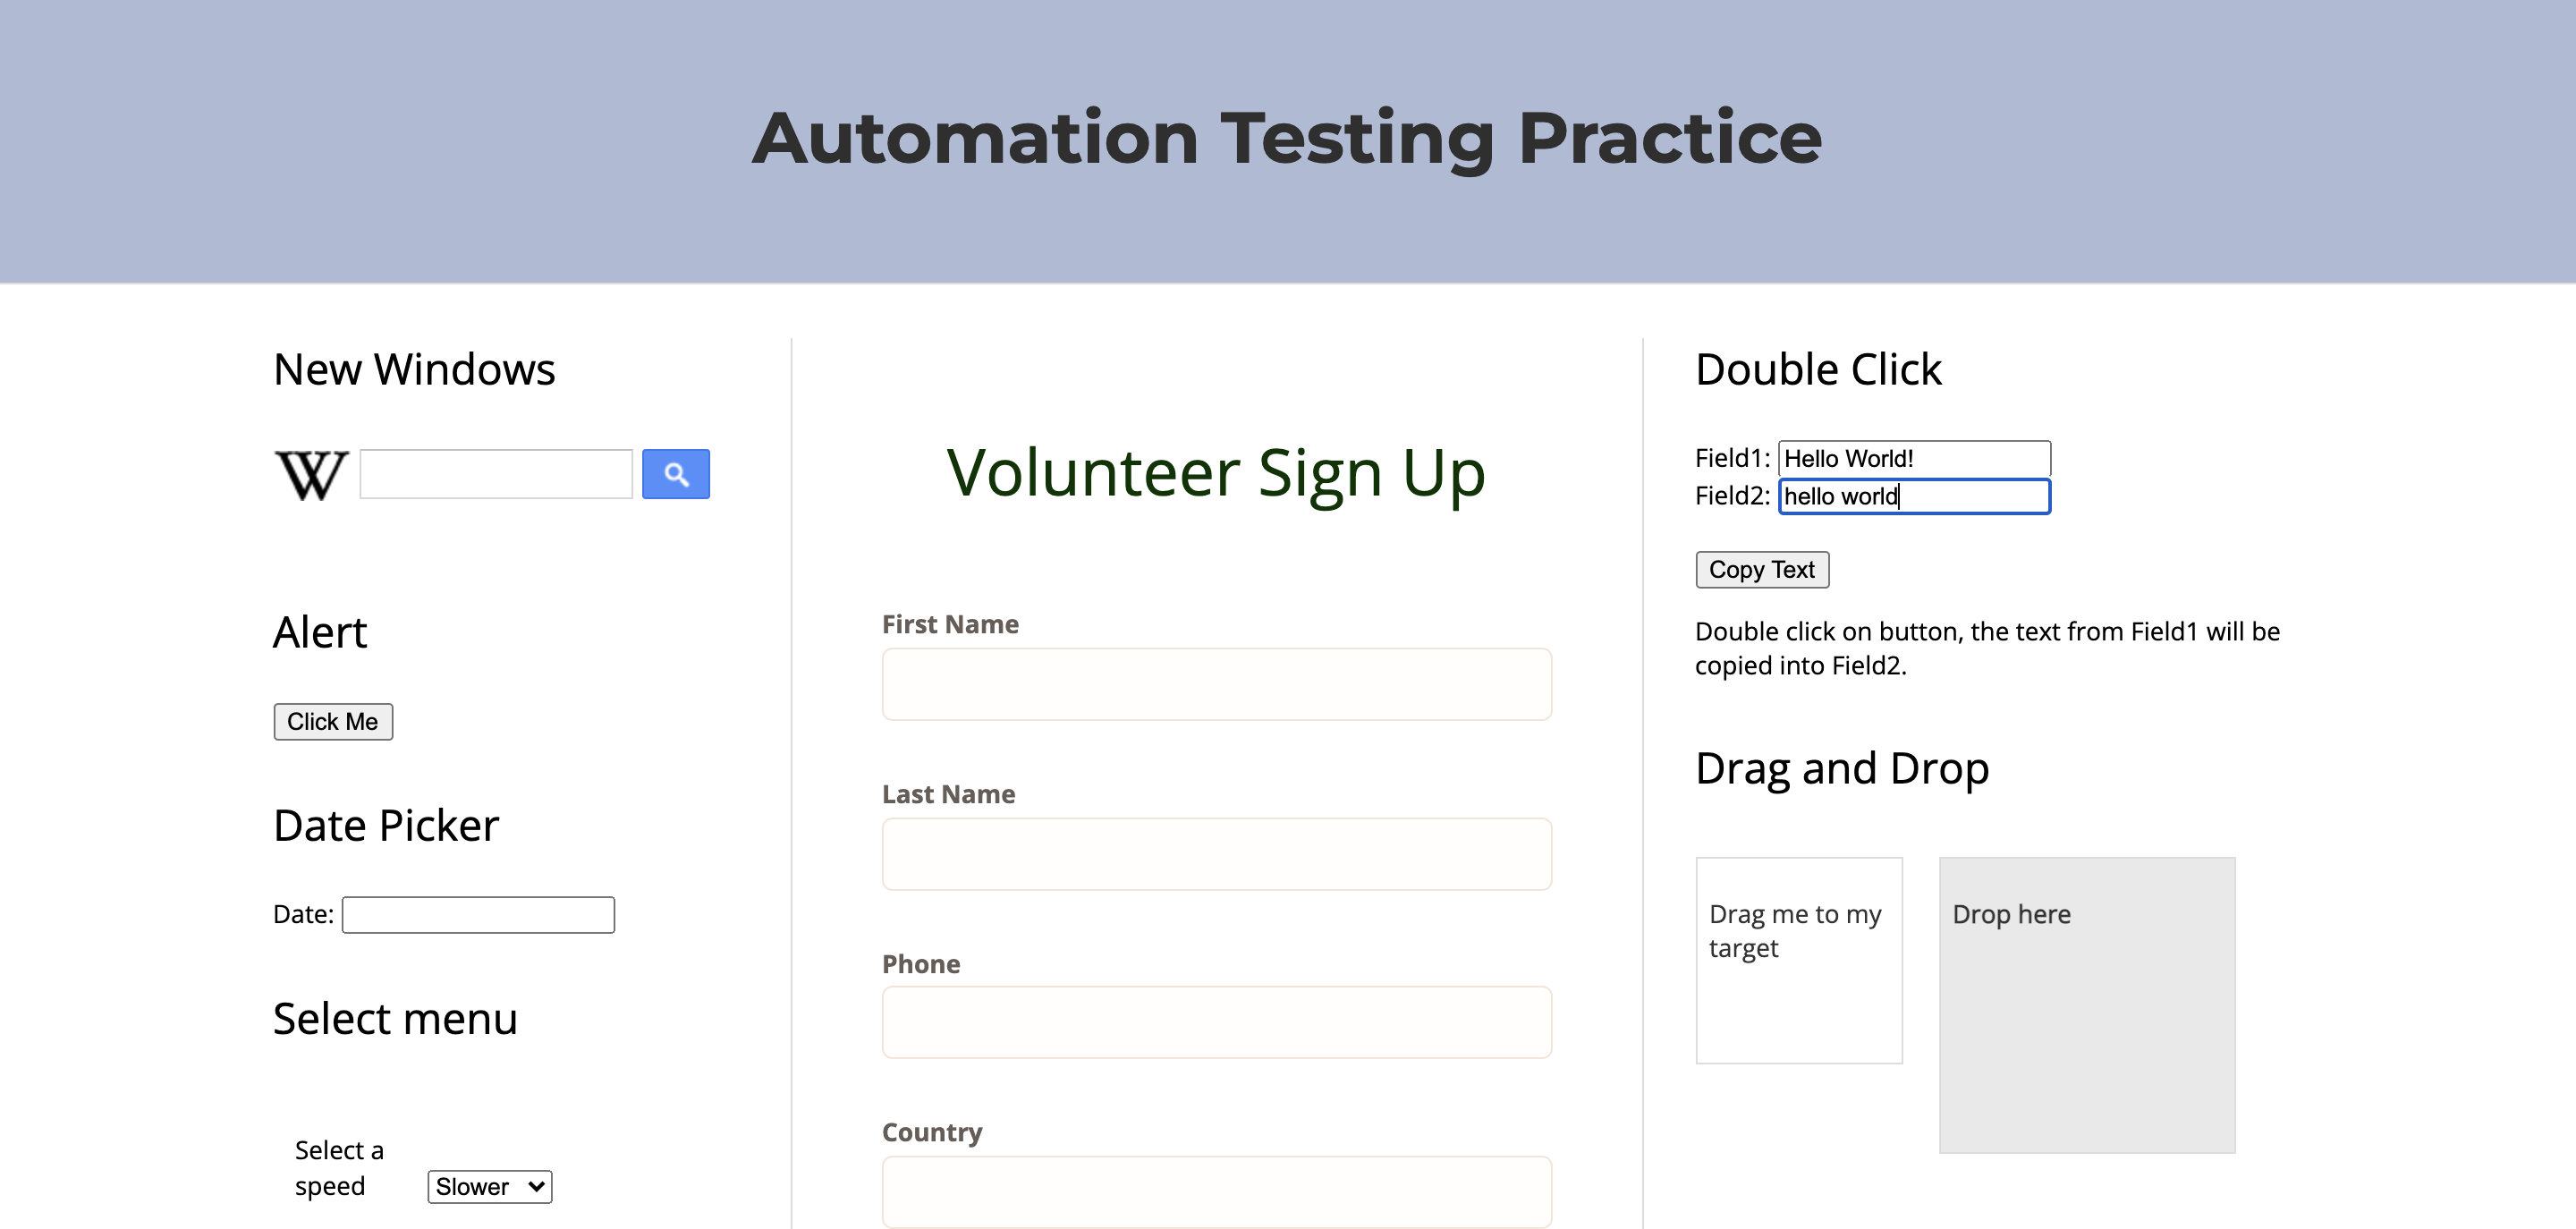 Automation Testing Practice
New Windows
W
Alert
Click Me
Date Picker
Date:
Select menu
Select a
speed
Slower
Volunteer Sign Up
First Name
Last Name
Phone
Country
Double Click
Field1: Hello World!
Field2: hello world
Copy Text
Double click on button, the text from Field1 will be
copied into Field2.
Drag and Drop
Drag me to my
target
Drop here